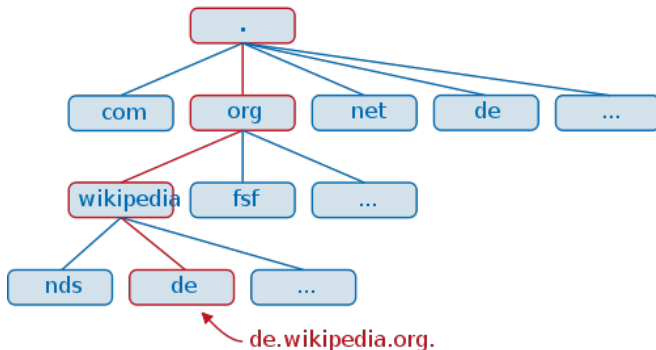 .
com org net de ...
wikipedia fsf ...
nds de ...
de.wikipedia.org.